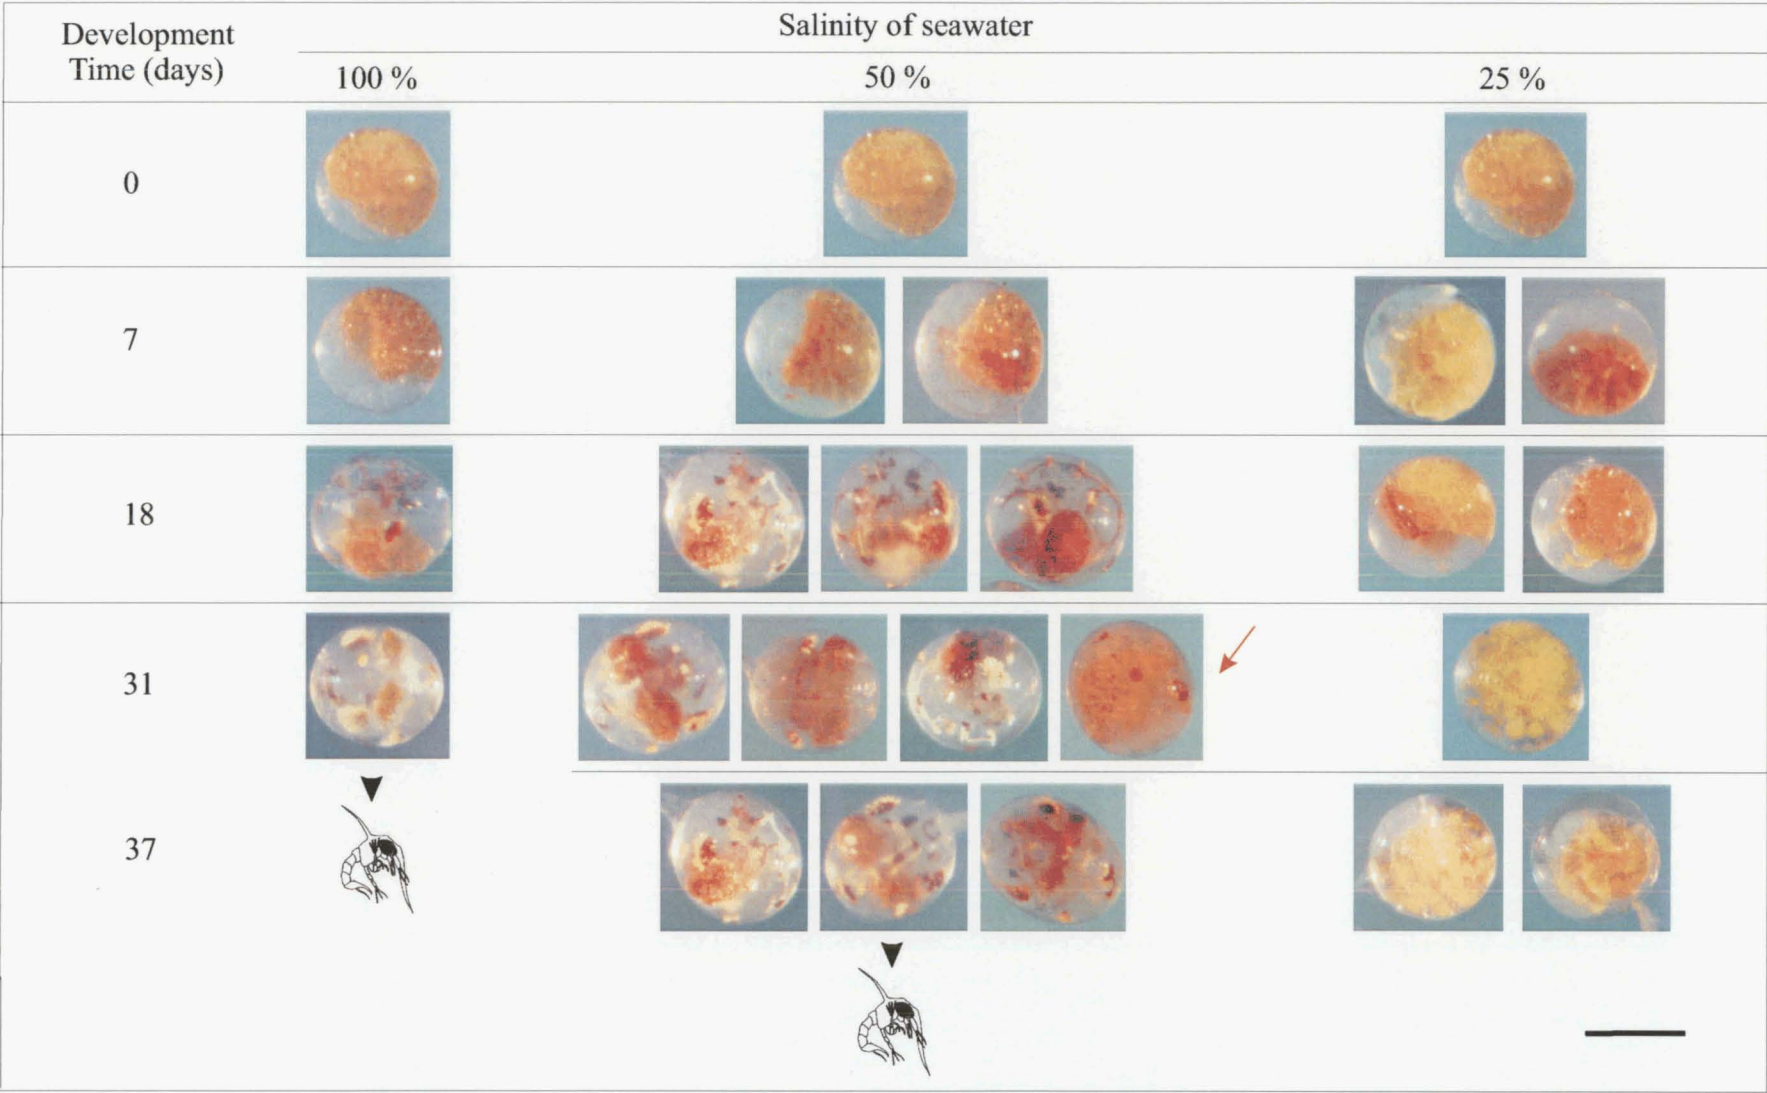 Development
Time (days)
Salinity of seawater
100 %
50 %
25 %
0
7
18
31
37